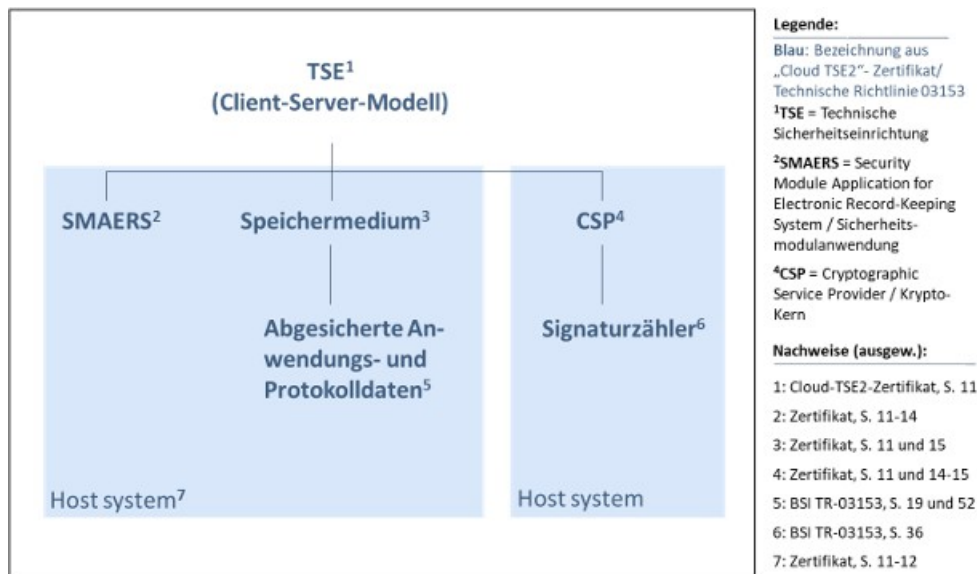 TSE¹
(Client-Server-Modell)
SMAERS²
Speichermedium³
CSP⁴
Abgesicherte An-
wendungs- und
Protokolldaten⁵
Signaturzähler⁶
Host system⁷
Host system
Legende:
Blau: Bezeichnung aus
„Cloud TSE2“- Zertifikat/
Technische Richtlinie 03153
¹TSE = Technische
Sicherheitseinrichtung
²SMAERS = Security
Module Application for
Electronic Record-Keeping
System / Sicherheits-
modulanwendung
⁴CSP = Cryptographic
Service Provider / Krypto-
Kern
Nachweise (ausgew.):
1: Cloud-TSE2-Zertifikat, S. 11
2: Zertifikat, S. 11-14
3: Zertifikat, S. 11 und 15
4: Zertifikat, S. 11 und 14-15
5: BSI TR-03153, S. 19 und 52
6: BSI TR-03153, S. 36
7: Zertifikat, S. 11-12